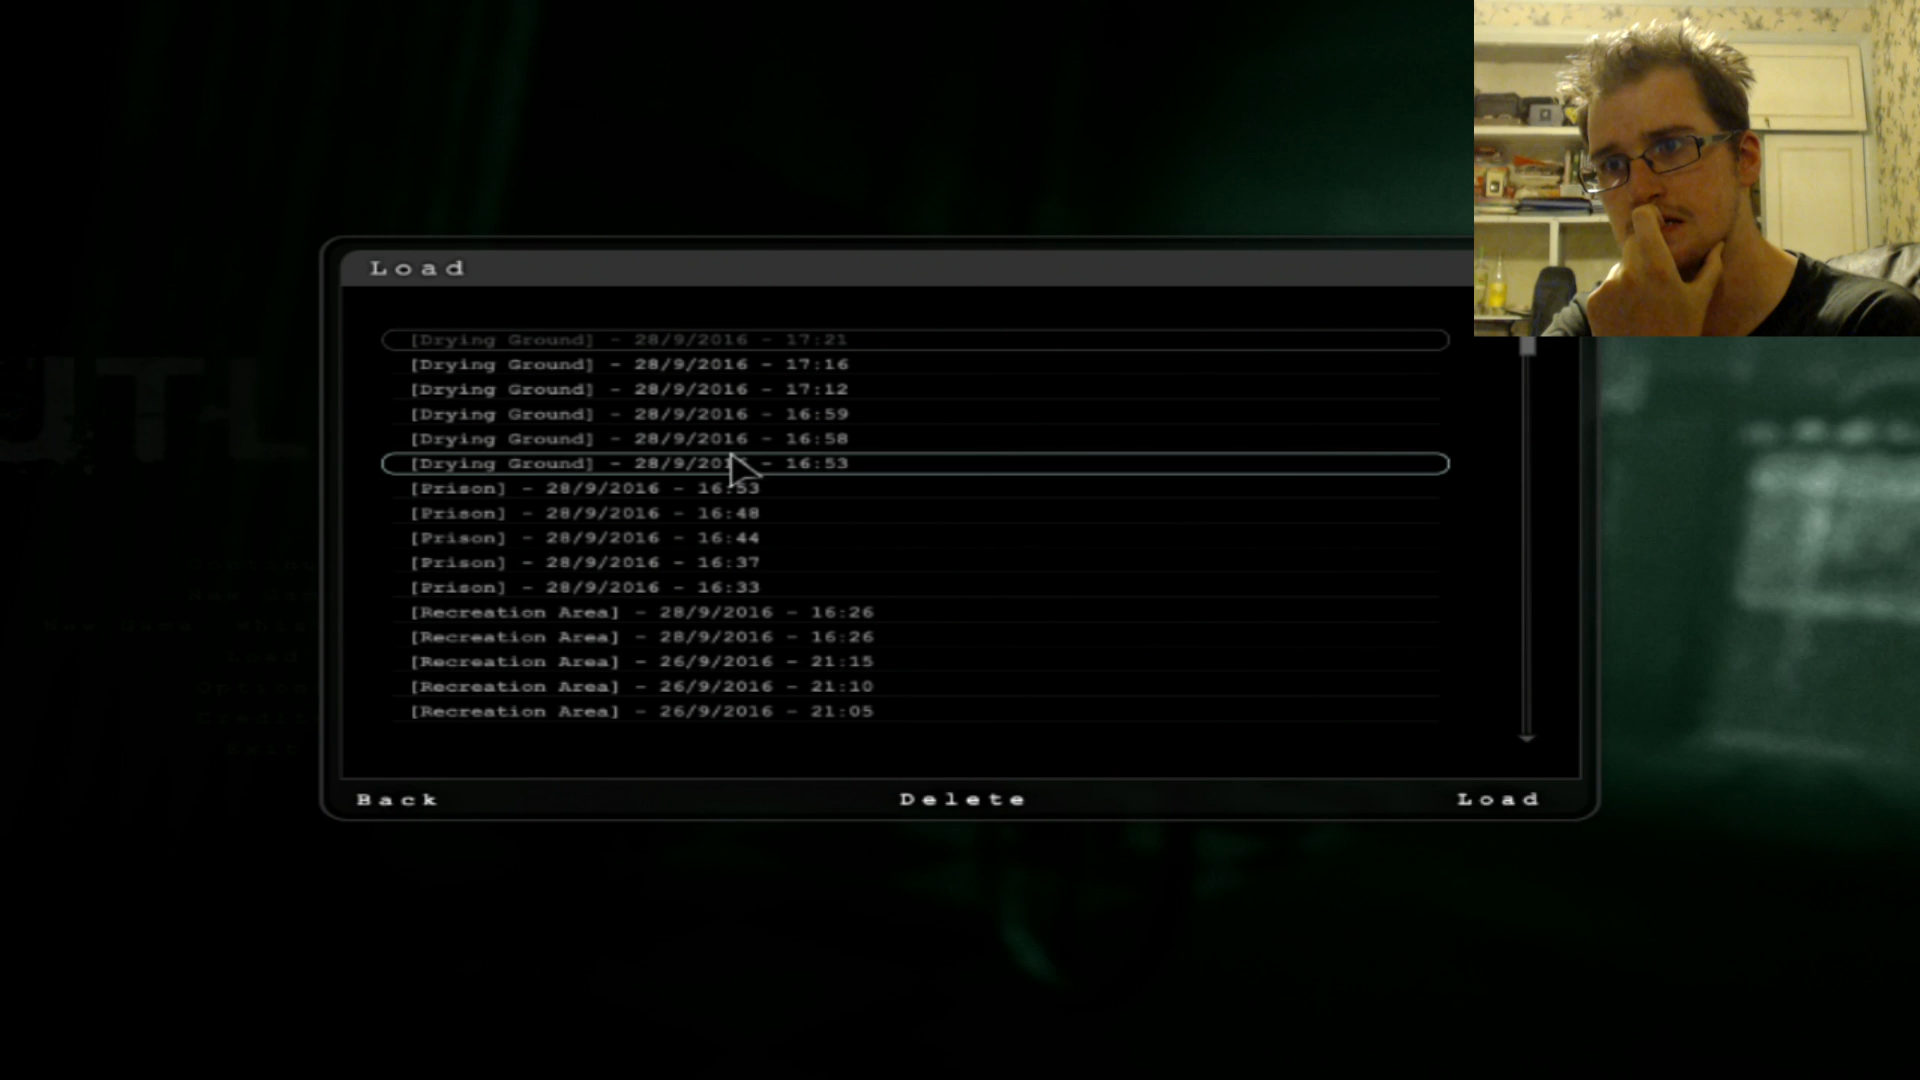 Load
[Drying Ground] - 28/9/2016 - 17:21
[Drying Ground] - 28/9/2016 - 17:16
[Drying Ground] - 28/9/2016 - 17:12
[Drying Ground] - 28/9/2016 - 16:59
[Drying Ground] - 28/9/2016 - 16:58
[Drying Ground] - 28/9/2016 - 16:53
[Prison] - 28/9/2016 - 16:53
[Prison] - 28/9/2016 - 16:48
[Prison] - 28/9/2016 - 16:44
[Prison] - 28/9/2016 - 16:37
[Prison] - 28/9/2016 - 16:33
[Recreation Area] - 28/9/2016 - 16:26
[Recreation Area] - 28/9/2016 - 16:26
[Recreation Area] - 26/9/2016 - 21:15
[Recreation Area] - 26/9/2016 - 21:10
[Recreation Area] - 26/9/2016 - 21:05
Back Delete Load